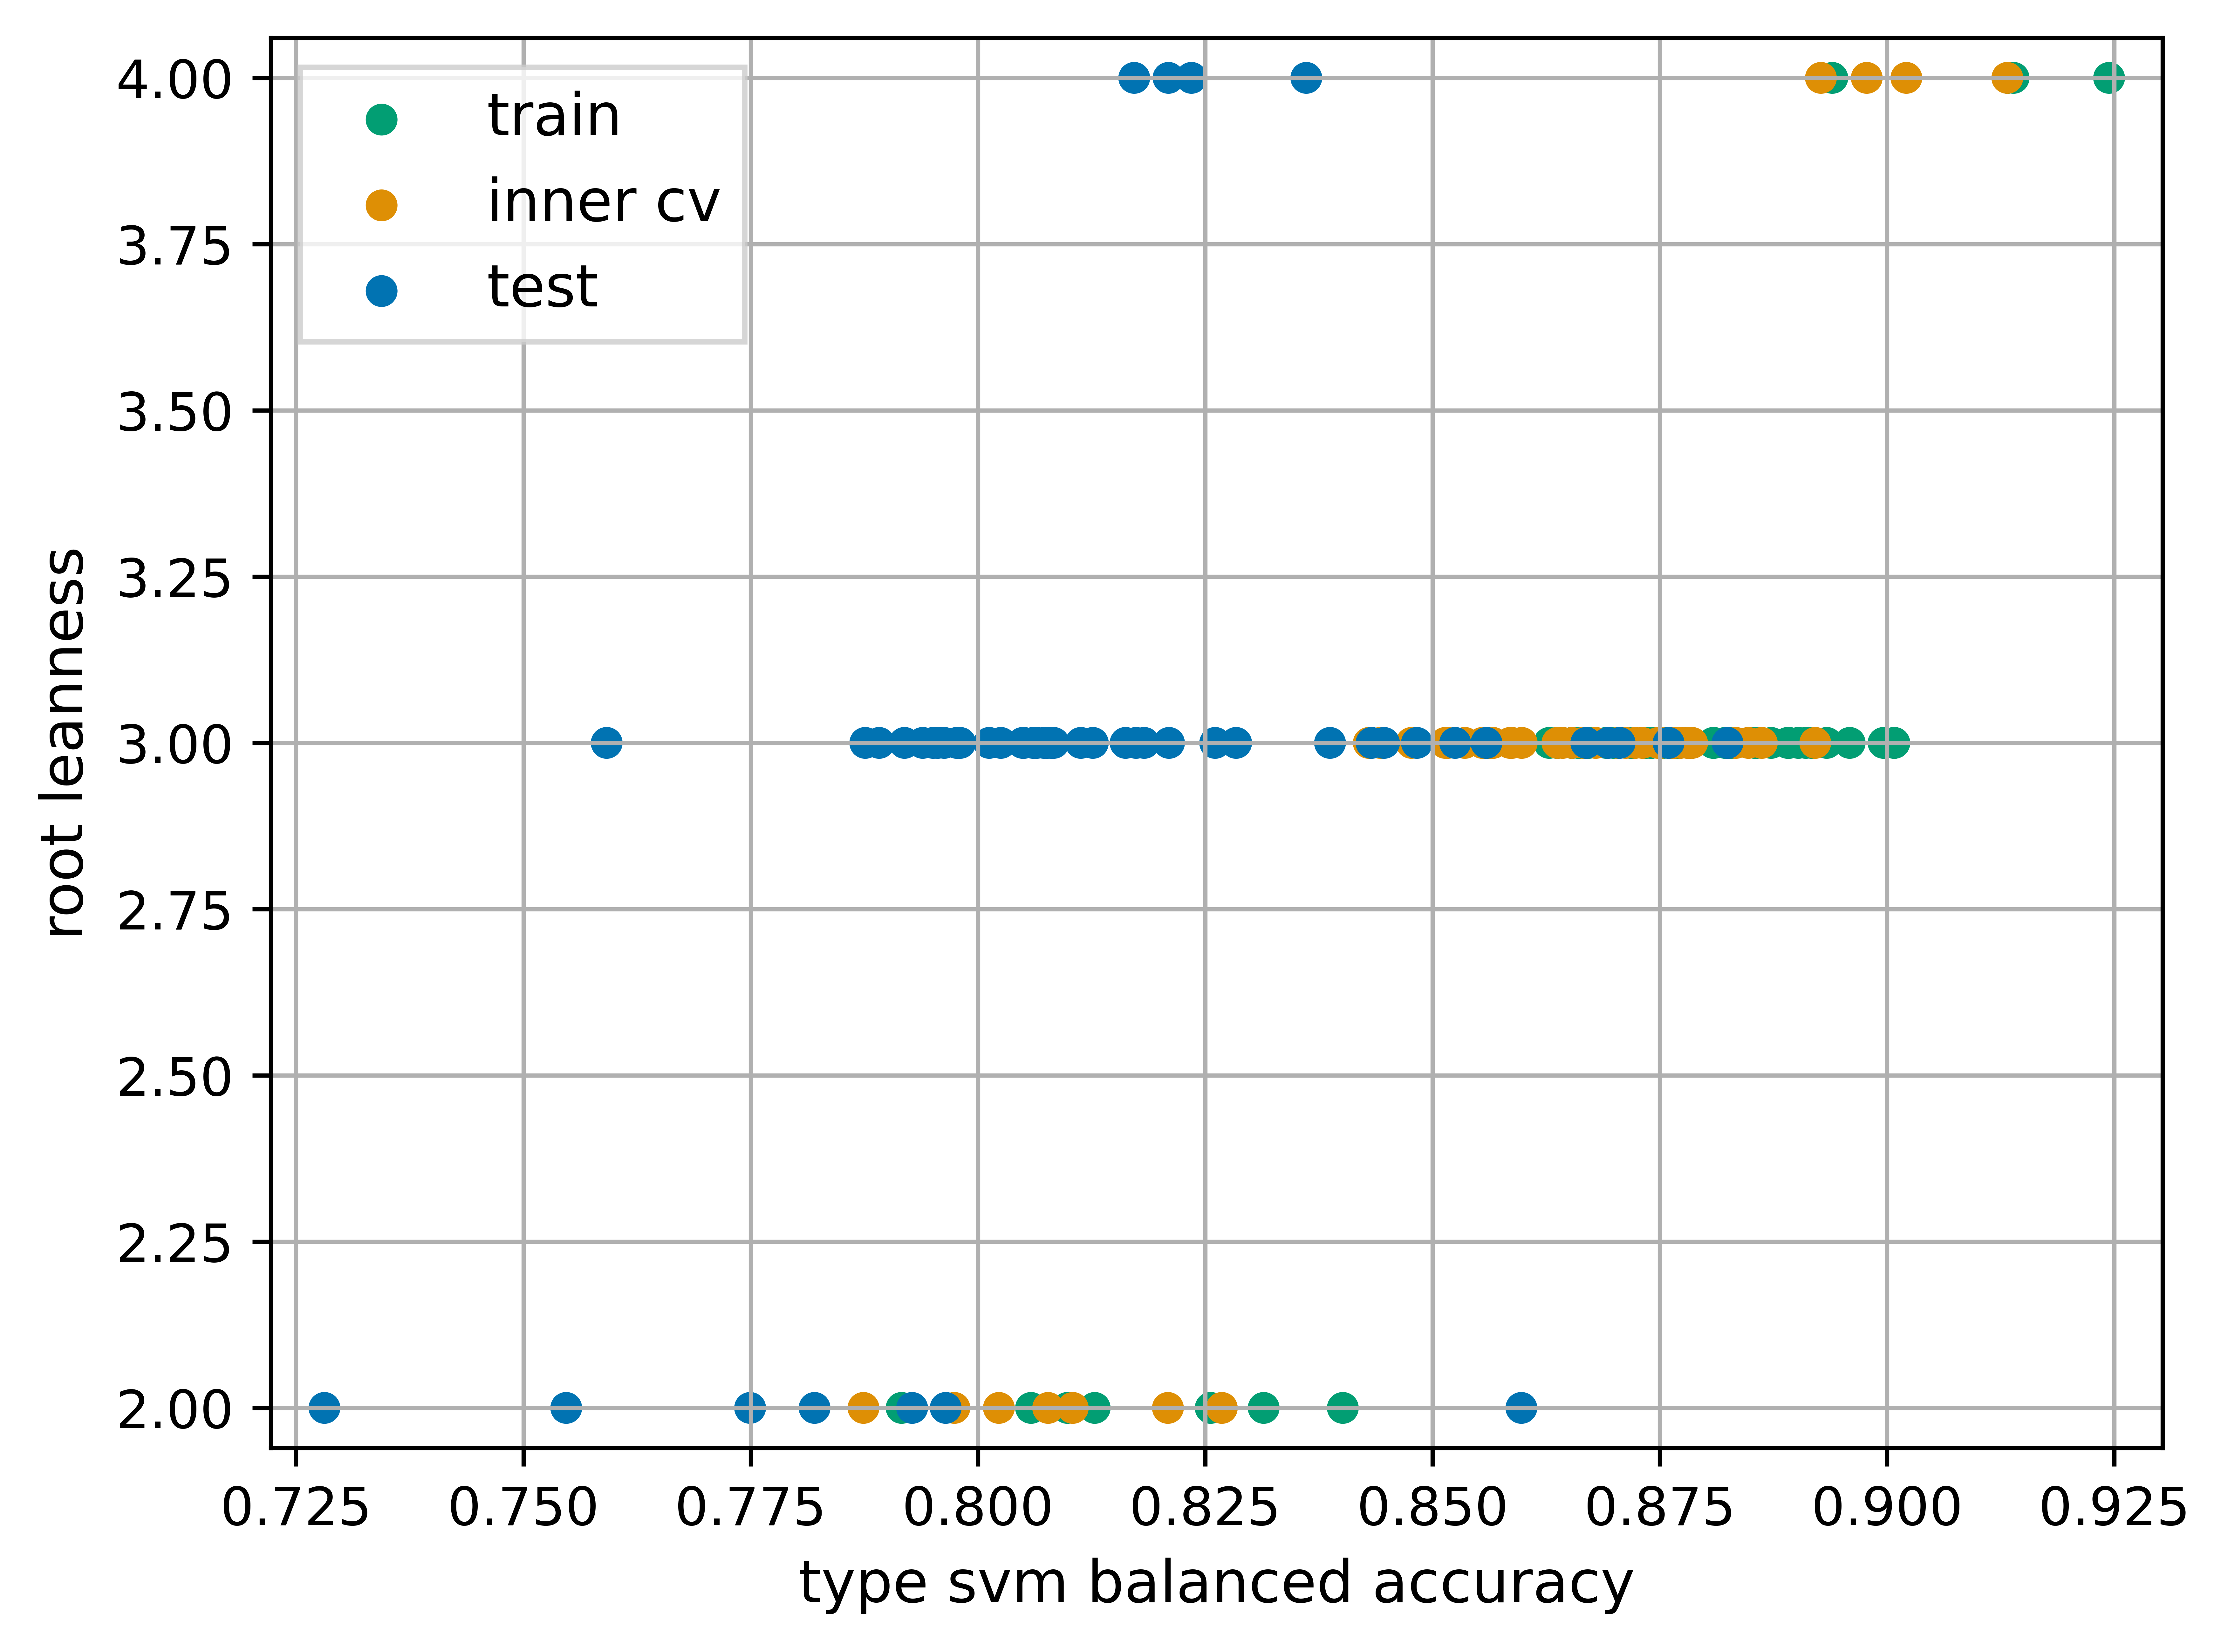 4.00
3.75
3.50
3.25
3.00
2.75
2.50
2.25
2.00
root leanness
train
inner cv
test
0.725 0.750 0.775 0.800 0.825 0.850 0.875 0.900 0.925
type svm balanced accuracy